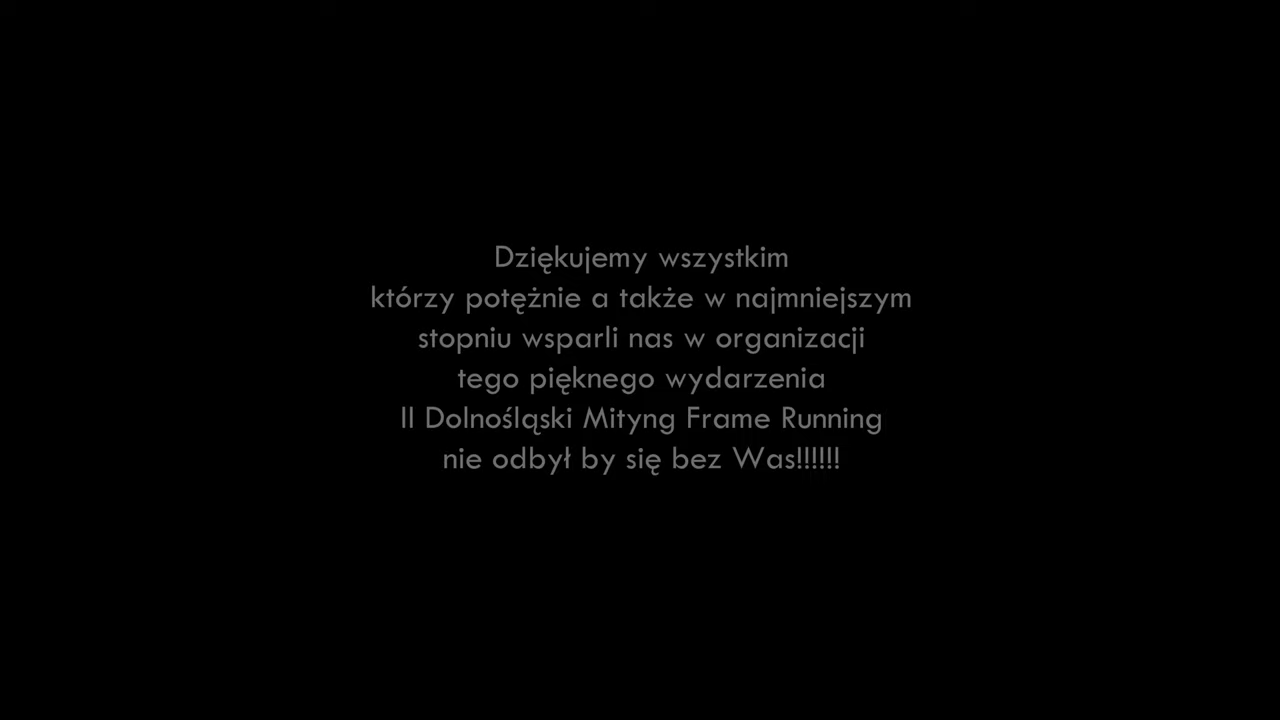 Dziękujemy wszystkim
którzy potężnie a także w najmniejszym
stopniu wsparli nas w organizacji
tego pięknego wydarzenia
II Dolnośląski Mityng Frame Running
nie odbył by się bez Was!!!!!!